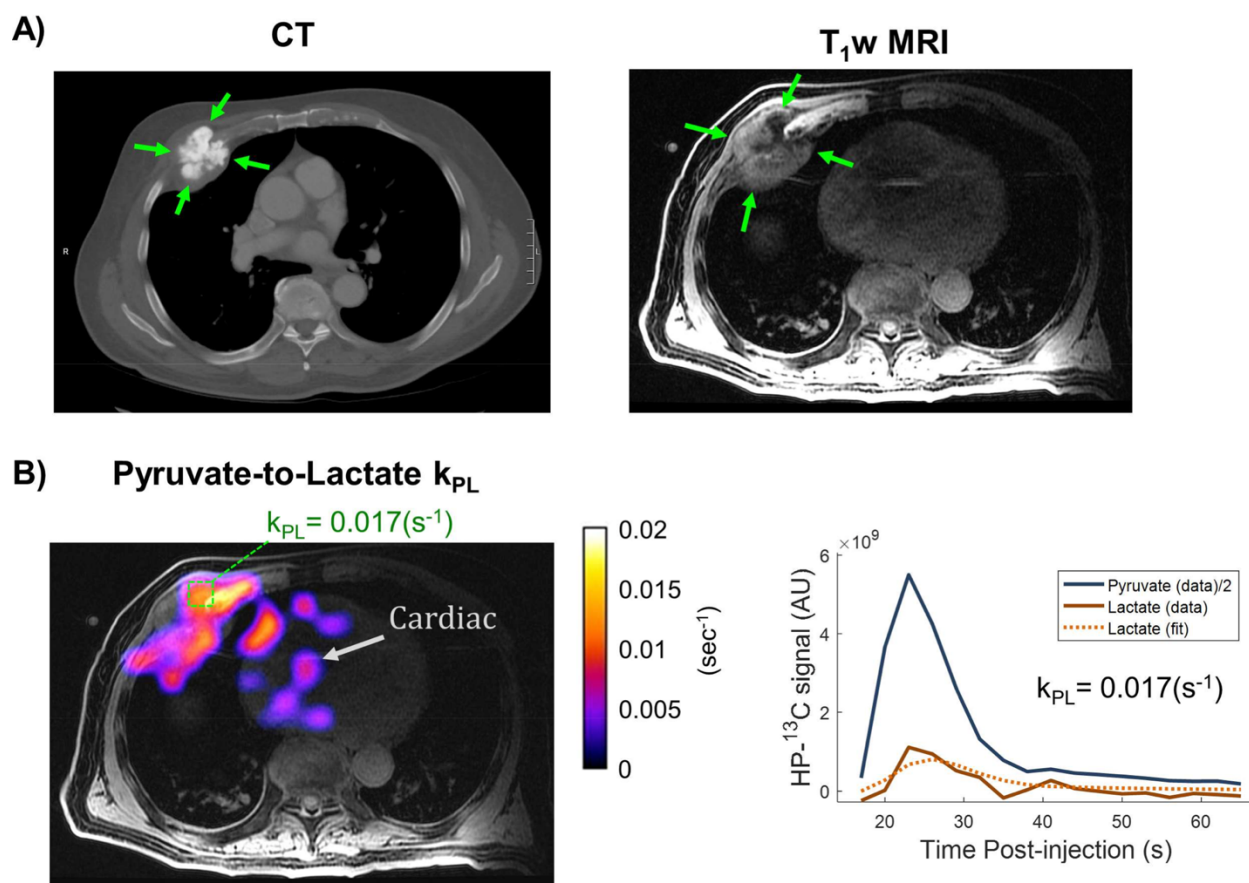 A)
CT
T₁w MRI
R
L
B)
Pyruvate-to-Lactate kPL
kPL= 0.017(s⁻¹)
Cardiac
0.02
0.015
0.01
0.005
0
(sec⁻¹)
×10⁹
6
4
2
0
HP-¹³C signal (AU)
Pyruvate (data)/2
Lactate (data)
Lactate (fit)
kPL= 0.017(s⁻¹)
20 30 40 50 60
Time Post-injection (s)